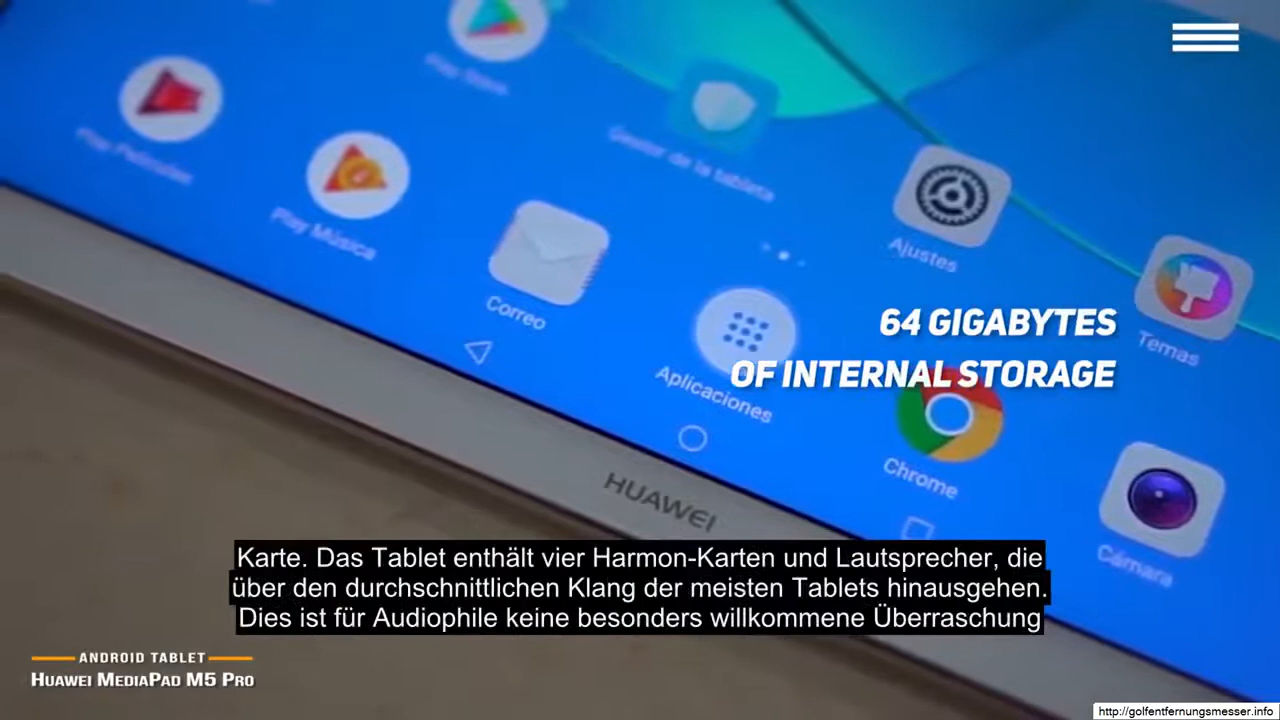 Play Películas
Play Música
Gestor de la tableta
Ajustes
Correo
64 GIGABYTES
OF INTERNAL STORAGE
Temas
Aplicaciones
Chrome
HUAWEI
Cámara
Karte. Das Tablet enthält vier Harmon-Karten und Lautsprecher, die
über den durchschnittlichen Klang der meisten Tablets hinausgehen.
Dies ist für Audiophile keine besonders willkommene Überraschung
ANDROID TABLET
HUAWEI MEDIAPAD M5 PRO
http://golfentfernungsmesser.info